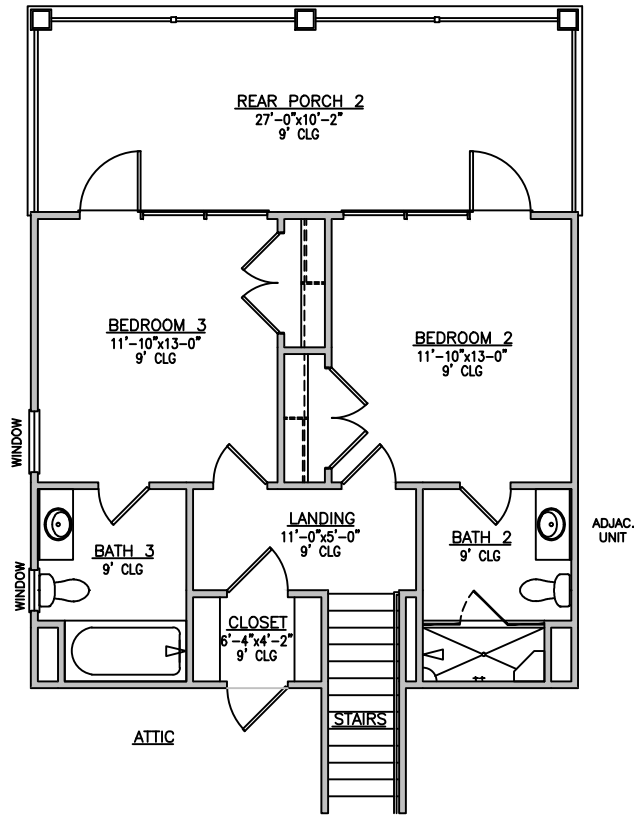 REAR PORCH 2
27'-0"x10'-2"
9' CLG
BEDROOM 3
11'-10"x13-0"
9' CLG
BEDROOM 2
11'-10"x13-0"
9' CLG
WINDOW
LANDING
11'-0"x5'-0"
9' CLG
BATH 3
9' CLG
BATH 2
9' CLG
ADJAC.
UNIT
WINDOW
CLOSET
6'-4"x4'-2"
9' CLG
STAIRS
ATTIC